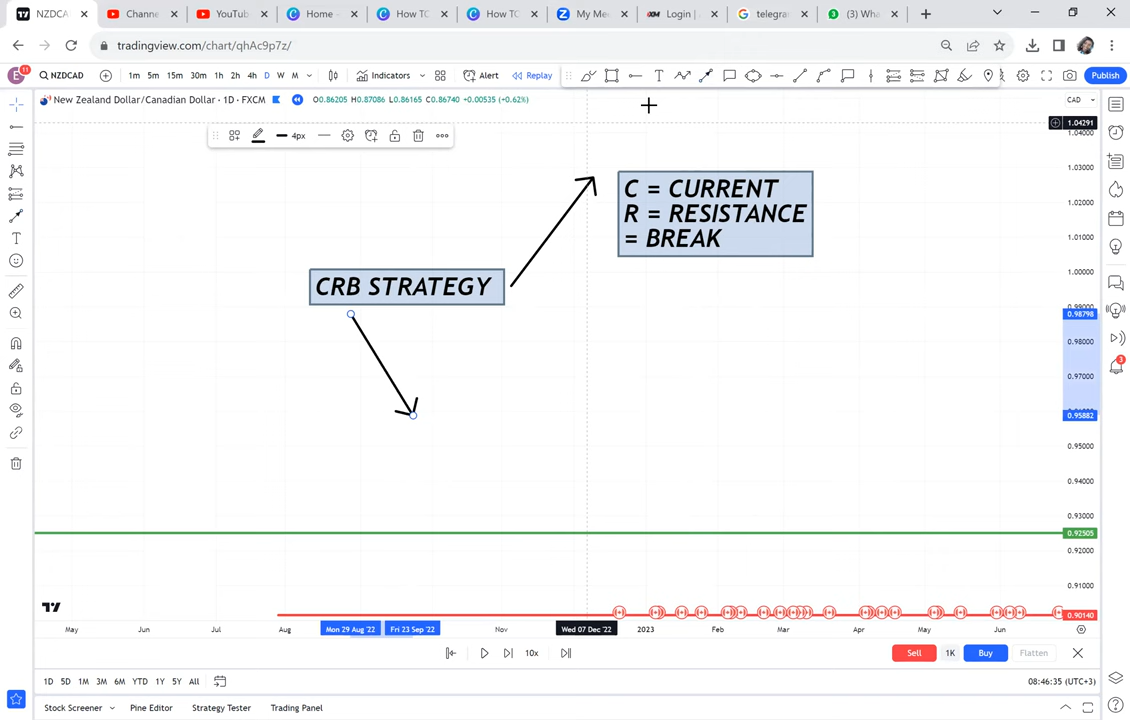 NZDCA
Channe
YouTub
Home –
How TO
How TO
My Me
Login |
telegra
(3) Wha
tradingview.com/chart/qhAc9p7z/
E
11
NZDCAD
1m 5m 15m 30m 1h 2h 4h D W M
Indicators
Alert
Replay
Publish
New Zealand Dollar/Canadian Dollar · 1D · FXCM
O0.86205 H0.87086 L0.86165 C0.86740 +0.00535 (+0.62%)
CAD
4px
1.04291
1.04000
1.03000
1.02000
1.01000
1.00000
0.98798
0.98000
0.97000
0.95882
0.95000
0.94000
0.93000
0.92505
0.92000
0.91000
0.90140
C = CURRENT
R = RESISTANCE
= BREAK
CRB STRATEGY
3
May
Jun
Jul
Aug
Mon 29 Aug '22
Fri 23 Sep '22
Nov
Wed 07 Dec '22
2023
Feb
Mar
Apr
May
Jun
10x
Sell
1K
Buy
Flatten
1D 5D 1M 3M 6M YTD 1Y 5Y All
08:46:35 (UTC+3)
Stock Screener
Pine Editor
Strategy Tester
Trading Panel